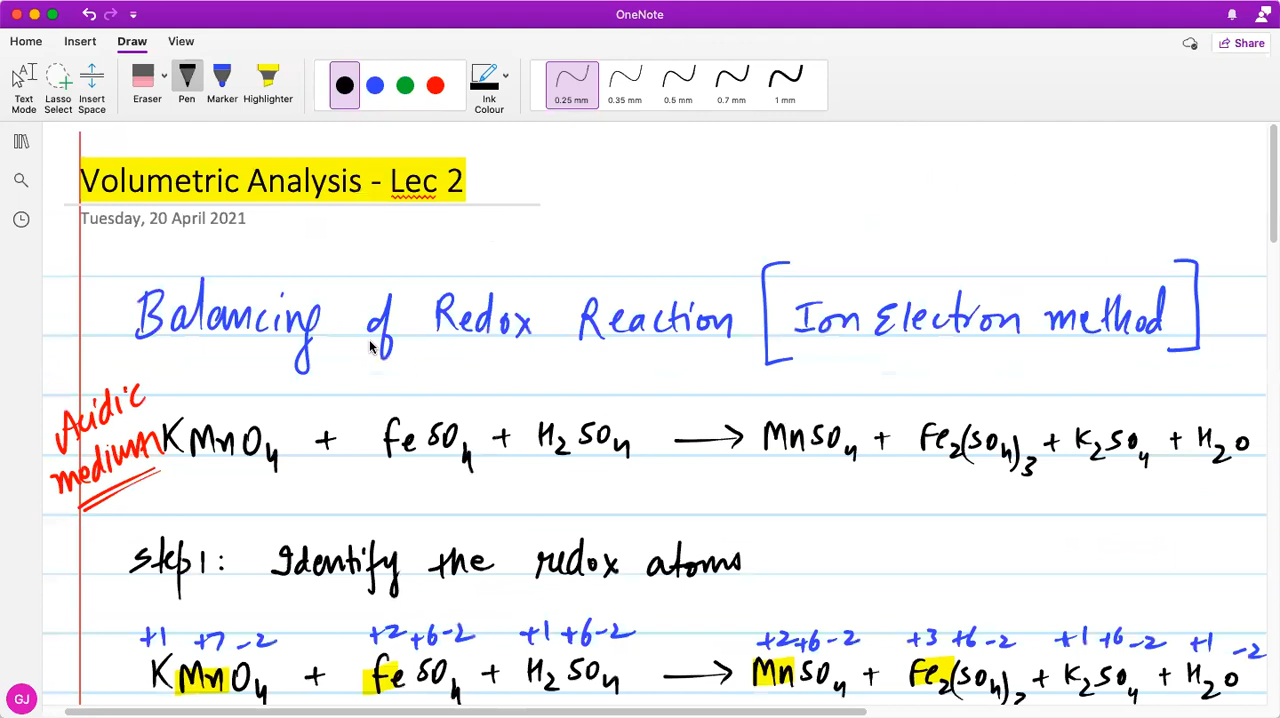 OneNote
Home Insert Draw View
Share
Text Mode
Lasso Select
Insert Space
Eraser
Pen
Marker
Highlighter
Ink Colour
0.25 mm
0.35 mm
0.5 mm
0.7 mm
1 mm
Volumetric Analysis - Lec 2
Tuesday, 20 April 2021
Balancing of Redox Reaction [Ion Electron method]
Acidic medium
KMnO4 + FeSO4 + H2SO4 ⟶ MnSO4 + Fe2(SO4)3 + K2SO4 + H2O
Step 1: Identify the redox atoms
+1 +7 -2 +2 +6 -2 +1 +6 -2 +2 +6 -2 +3 +6 -2 +1 +6 -2 +1 -2
KMnO4 + FeSO4 + H2SO4 ⟶ MnSO4 + Fe2(SO4)3 + K2SO4 + H2O
GJ